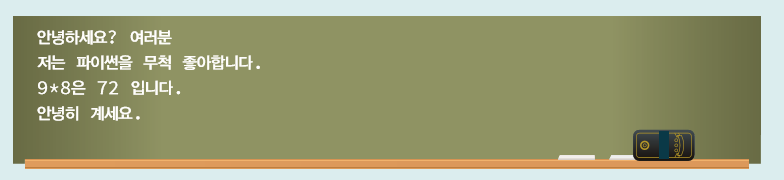 안녕하세요? 여러분
저는 파이썬을 무척 좋아합니다.
9*8은 72 입니다.
안녕히 계세요.